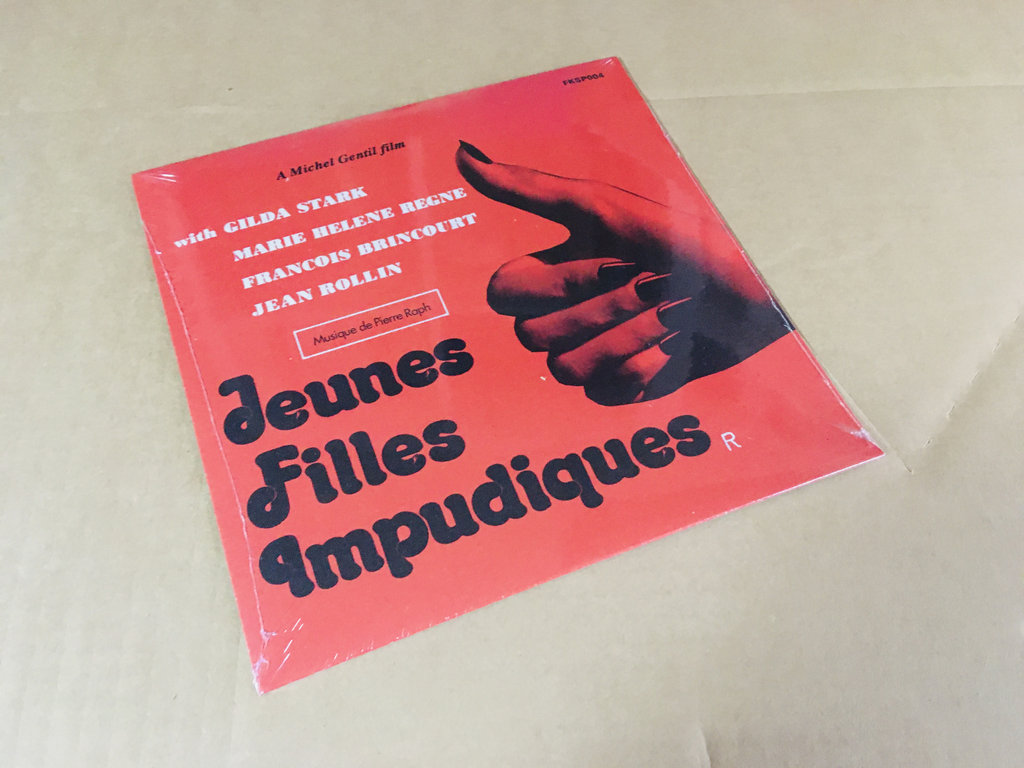 FKSP004
A Michel Gentil film
with GILDA STARK
MARIE HELENE REGNE
FRANCOIS BRINCOURT
JEAN ROLLIN
Musique de Pierre Raph
Jeunes
Filles
Impudiques
R